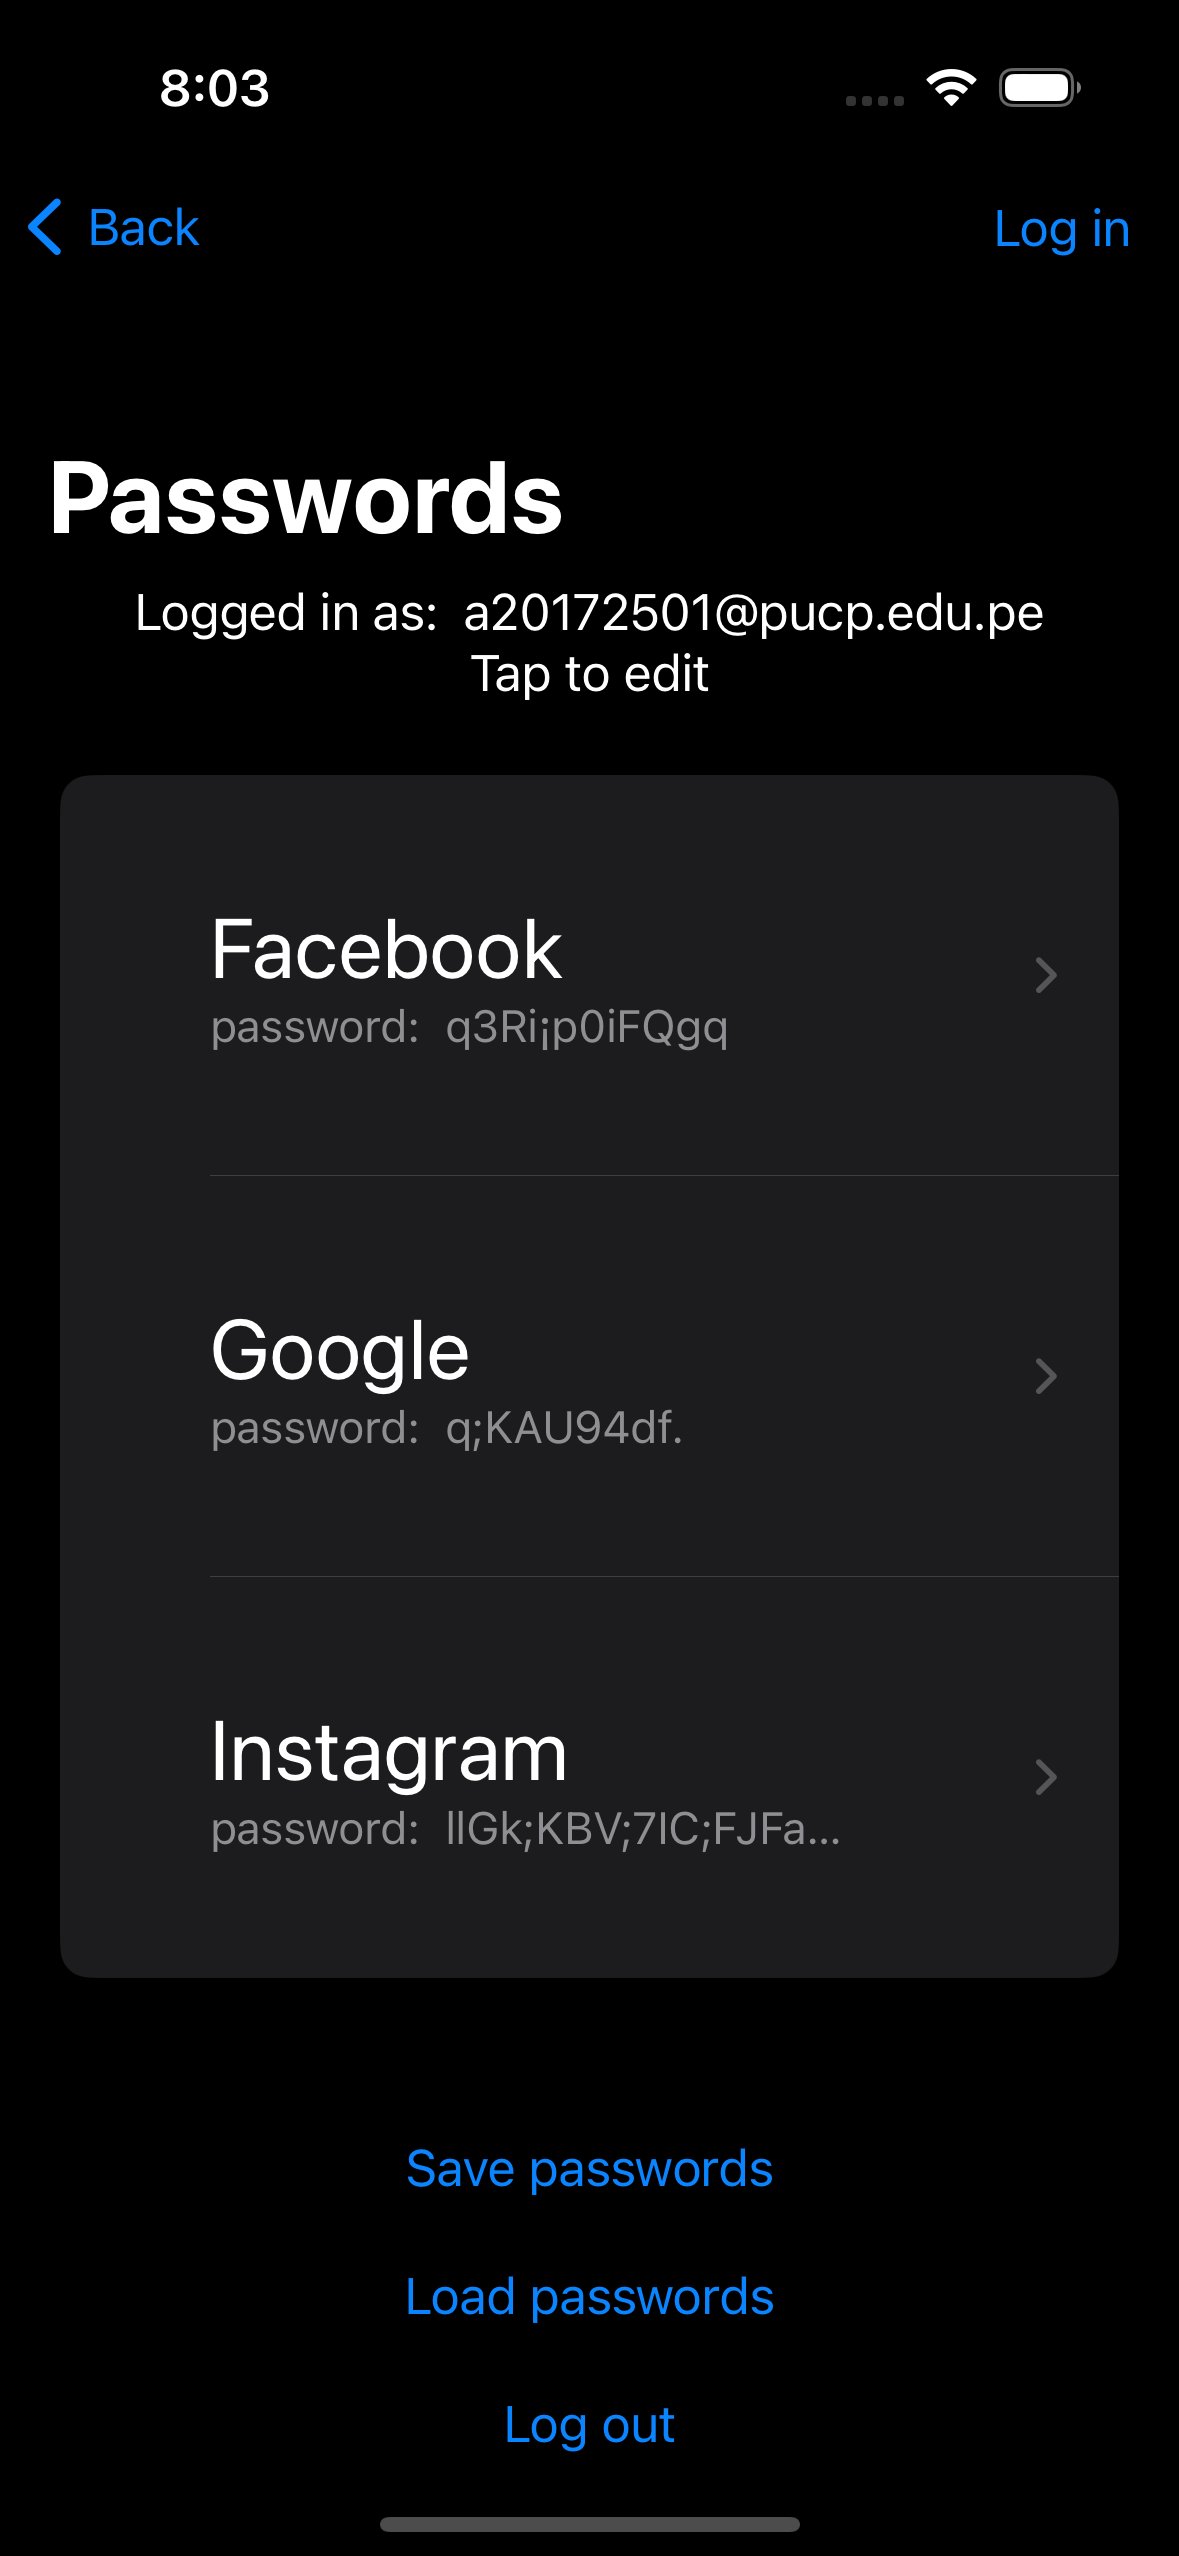 8:03
Back
Log in
Passwords
Logged in as: a20172501@pucp.edu.pe
Tap to edit
Facebook
password: q3Ri¡p0iFQgq
Google
password: q;KAU94df.
Instagram
password: llGk;KBV;7IC;FJFa...
Save passwords
Load passwords
Log out